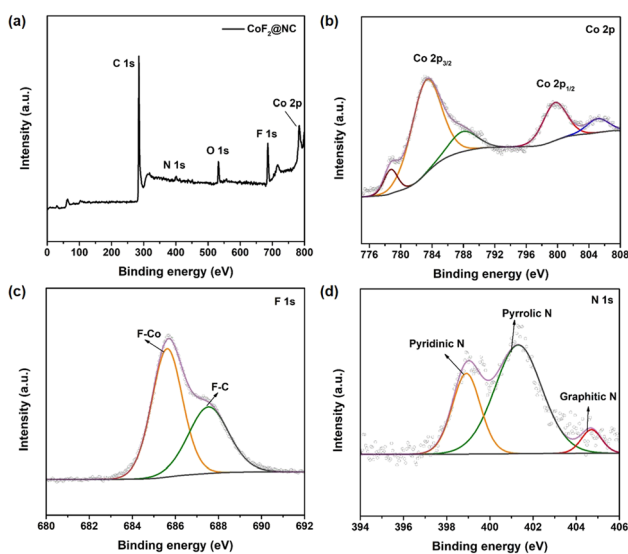 (a)
CoF₂@NC
C 1s
N 1s
O 1s
F 1s
Co 2p
Intensity (a.u.)
0 100 200 300 400 500 600 700 800
Binding energy (eV)
(b)
Co 2p
Co 2p₃/₂
Co 2p₁/₂
Intensity (a.u.)
776 780 784 788 792 796 800 804 808
Binding energy (eV)
(c)
F 1s
F-Co
F-C
Intensity (a.u.)
680 682 684 686 688 690 692
Binding energy (eV)
(d)
N 1s
Pyrrolic N
Pyridinic N
Graphitic N
Intensity (a.u.)
394 396 398 400 402 404 406
Binding energy (eV)